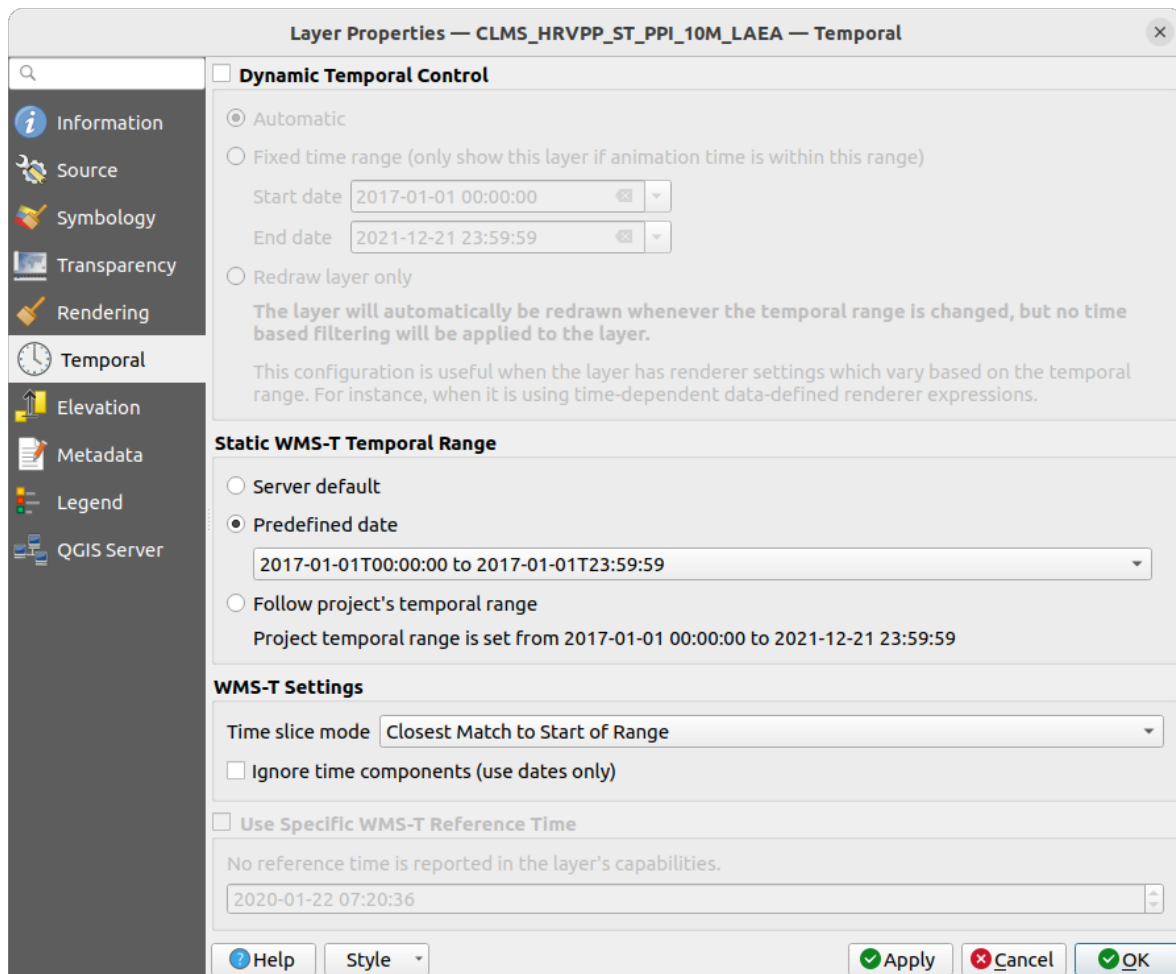 Layer Properties — CLMS_HRVPP_ST_PPI_10M_LAEA — Temporal
Information
Source
Symbology
Transparency
Rendering
Temporal
Elevation
Metadata
Legend
QGIS Server
Dynamic Temporal Control
Automatic
Fixed time range (only show this layer if animation time is within this range)
Start date 2017-01-01 00:00:00
End date 2021-12-21 23:59:59
Redraw layer only
The layer will automatically be redrawn whenever the temporal range is changed, but no time
based filtering will be applied to the layer.
This configuration is useful when the layer has renderer settings which vary based on the temporal
range. For instance, when it is using time-dependent data-defined renderer expressions.
Static WMS-T Temporal Range
Server default
Predefined date
2017-01-01T00:00:00 to 2017-01-01T23:59:59
Follow project's temporal range
Project temporal range is set from 2017-01-01 00:00:00 to 2021-12-21 23:59:59
WMS-T Settings
Time slice mode Closest Match to Start of Range
Ignore time components (use dates only)
Use Specific WMS-T Reference Time
No reference time is reported in the layer's capabilities.
2020-01-22 07:20:36
Help Style Apply Cancel OK